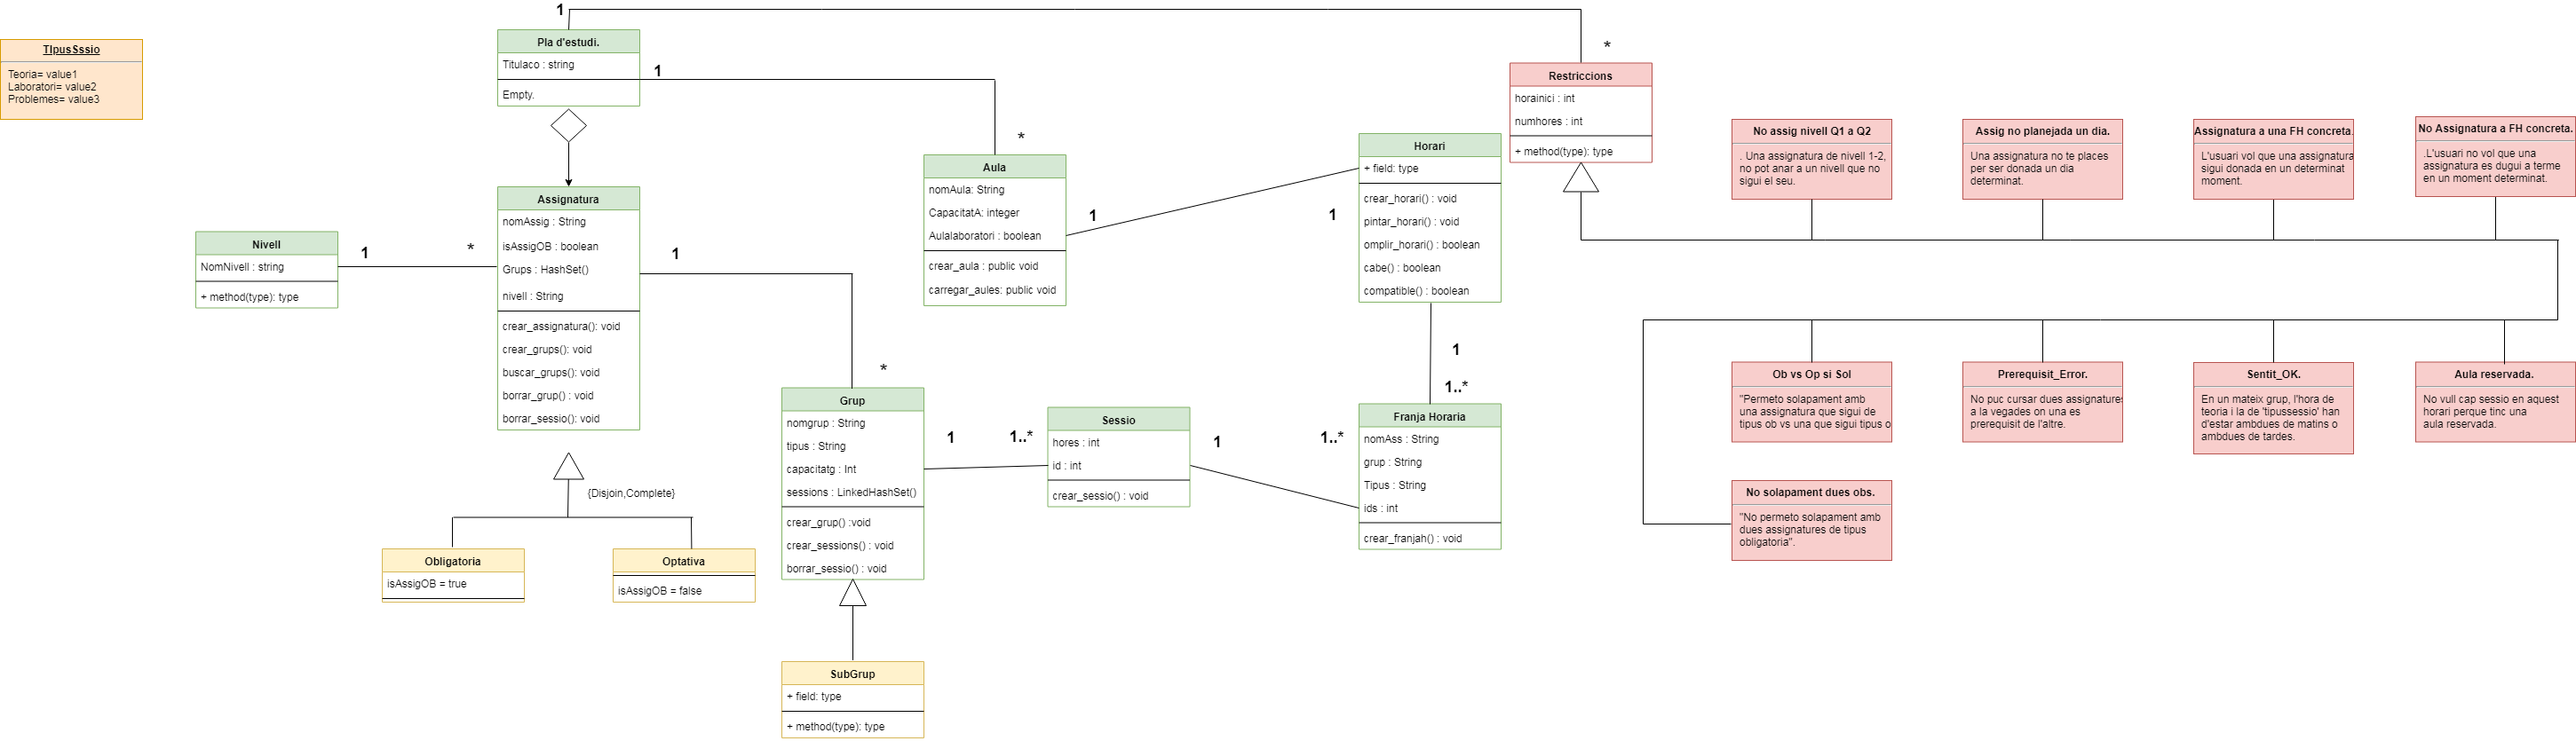 1
TIpusSssio
Teoria= value1
Laboratori= value2
Problemes= value3
Pla d'estudi.
Titulaco : string
Empty.
1
*
*
Restriccions
horainici : int
numhores : int
+ method(type): type
Aula
nomAula: String
CapacitatA: integer
Aulalaboratori : boolean
crear_aula : public void
carregar_aules: public void
1
1
Horari
+ field: type
crear_horari() : void
pintar_horari() : void
omplir_horari() : boolean
cabe() : boolean
compatible() : boolean
No assig nivell Q1 a Q2
. Una assignatura de nivell 1-2,
no pot anar a un nivell que no
sigui el seu.
Assig no planejada un dia.
Una assignatura no te places
per ser donada un dia
determinat.
Assignatura a una FH concreta.
L'usuari vol que una assignatura
sigui donada en un determinat
moment.
No Assignatura a FH concreta.
.L'usuari no vol que una
assignatura es dugui a terme
en un moment determinat.
Nivell
NomNivell : string
+ method(type): type
1
*
Assignatura
nomAssig : String
isAssigOB : boolean
Grups : HashSet()
nivell : String
crear_assignatura(): void
crear_grups(): void
buscar_grups(): void
borrar_grup() : void
borrar_sessio(): void
1
*
{Disjoin,Complete}
Obligatoria
isAssigOB = true
Optativa
isAssigOB = false
Grup
nomgrup : String
tipus : String
capacitatg : Int
sessions : LinkedHashSet()
crear_grup() :void
crear_sessions() : void
borrar_sessio() : void
1
1..*
Sessio
hores : int
id : int
crear_sessio() : void
1
1..*
1
1..*
Franja Horaria
nomAss : String
grup : String
Tipus : String
ids : int
crear_franjah() : void
SubGrup
+ field: type
+ method(type): type
Ob vs Op si Sol
"Permeto solapament amb
una assignatura que sigui de
tipus ob vs una que sigui tipus o
Prerequisit_Error.
No puc cursar dues assignatures
a la vegades on una es
prerequisit de l'altre.
Sentit_OK.
En un mateix grup, l'hora de
teoria i la de 'tipussessio' han
d'estar ambdues de matins o
ambdues de tardes.
Aula reservada.
No vull cap sessio en aquest
horari perque tinc una
aula reservada.
No solapament dues obs.
"No permeto solapament amb
dues assignatures de tipus
obligatoria".